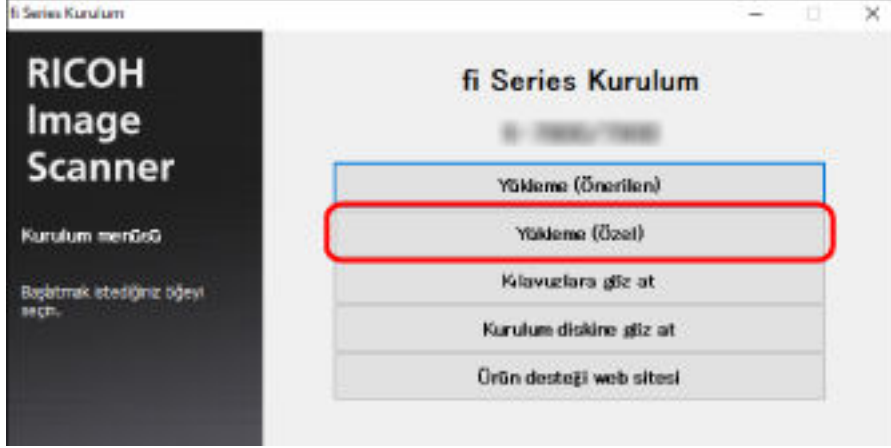 fi Series Kurulum
RICOH
Image
Scanner
Kurulum menüsü
Başlatmak istediğiniz öğeyi
seçin.
fi Series Kurulum
Yükleme (Önerilen)
Yükleme (Özel)
Kılavuzlara göz at
Kurulum diskine göz at
Ürün desteği web sitesi